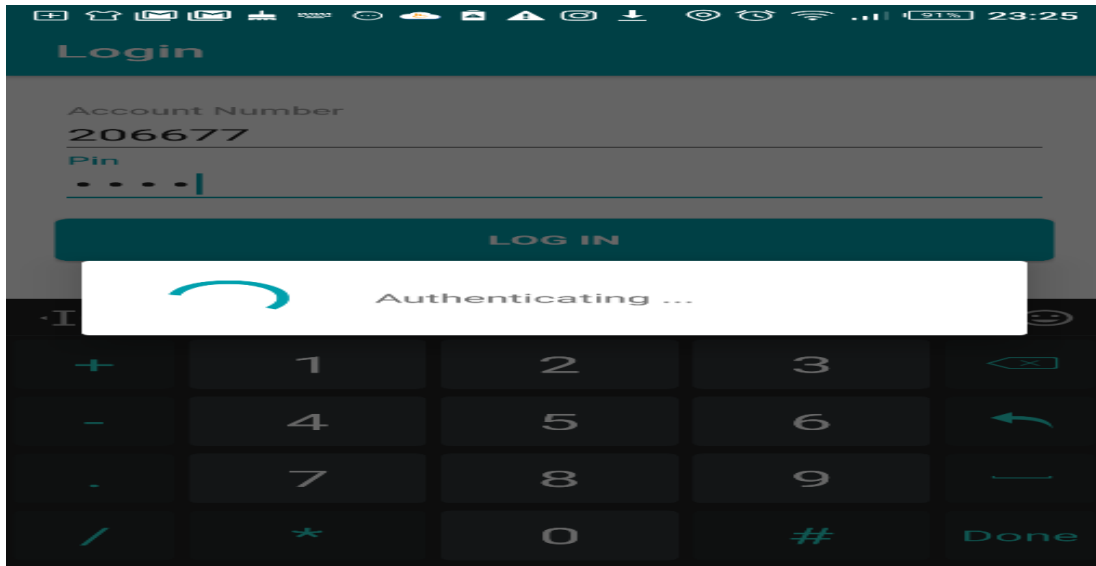 91% 23:25
Login
Account Number
206677
Pin
••••
LOG IN
Authenticating ...
+ 1 2 3
- 4 5 6
. 7 8 9
/ * 0 # Done